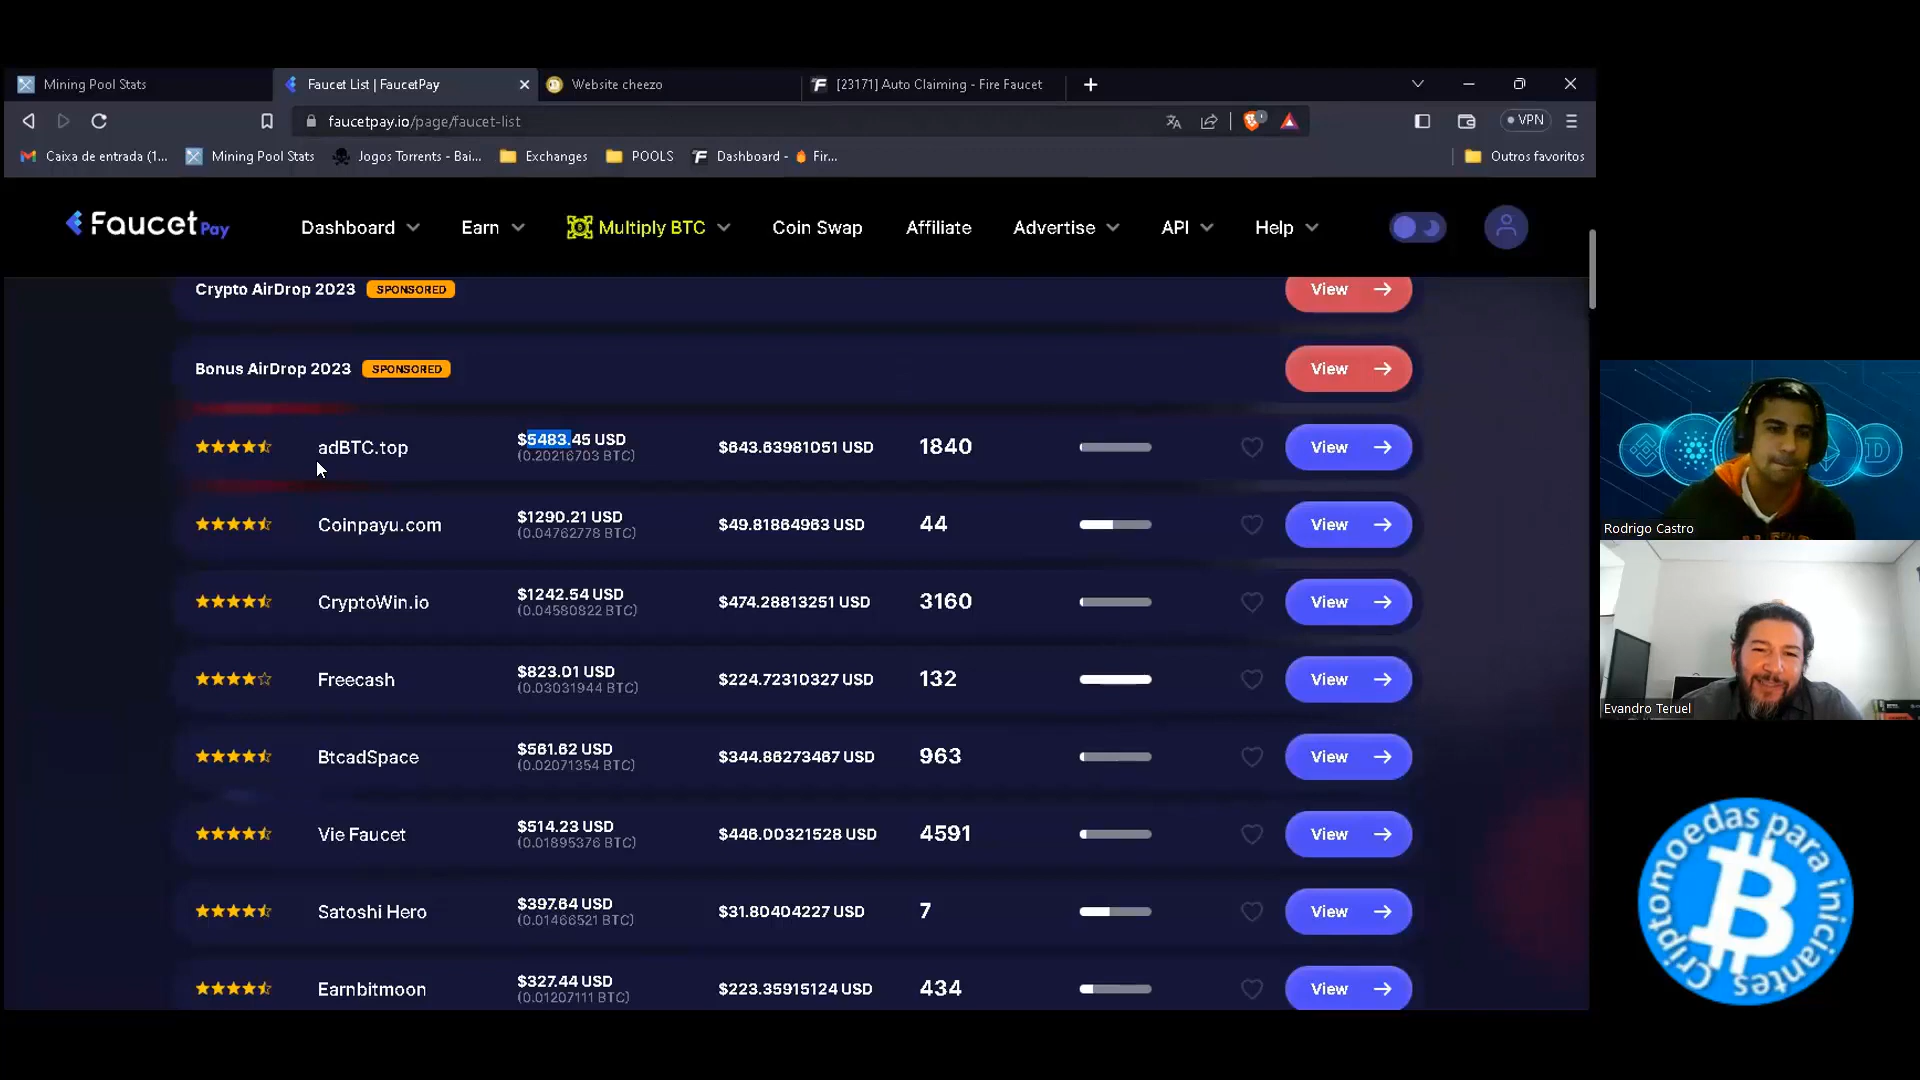 Mining Pool Stats
Faucet List | FaucetPay
Website cheezo
[23171] Auto Claiming - Fire Faucet
faucetpay.io/page/faucet-list
VPN
Caixa de entrada (1...
Mining Pool Stats
Jogos Torrents - Bai...
Exchanges
POOLS
Dashboard - 🔥 Fir...
Outros favoritos
FaucetPay
Dashboard
Earn
Multiply BTC
Coin Swap
Affiliate
Advertise
API
Help
Crypto AirDrop 2023 SPONSORED View
Bonus AirDrop 2023 SPONSORED View
adBTC.top $5483.45 USD $643.63981051 USD 1840 View
(0.20216703 BTC)
Coinpayu.com $1290.21 USD $49.81864963 USD 44 View
(0.04762778 BTC)
CryptoWin.io $1242.54 USD $474.28813251 USD 3160 View
(0.04580822 BTC)
Freecash $823.01 USD $224.72310327 USD 132 View
(0.03031944 BTC)
BtcadSpace $561.62 USD $344.86273467 USD 963 View
(0.02071354 BTC)
Vie Faucet $514.23 USD $446.00321528 USD 4591 View
(0.01895376 BTC)
Satoshi Hero $397.64 USD $31.80404227 USD 7 View
(0.01466521 BTC)
Earnbitmoon $327.44 USD $223.35915124 USD 434 View
(0.01207111 BTC)
Rodrigo Castro
Evandro Teruel
Criptomoedas para iniciantes